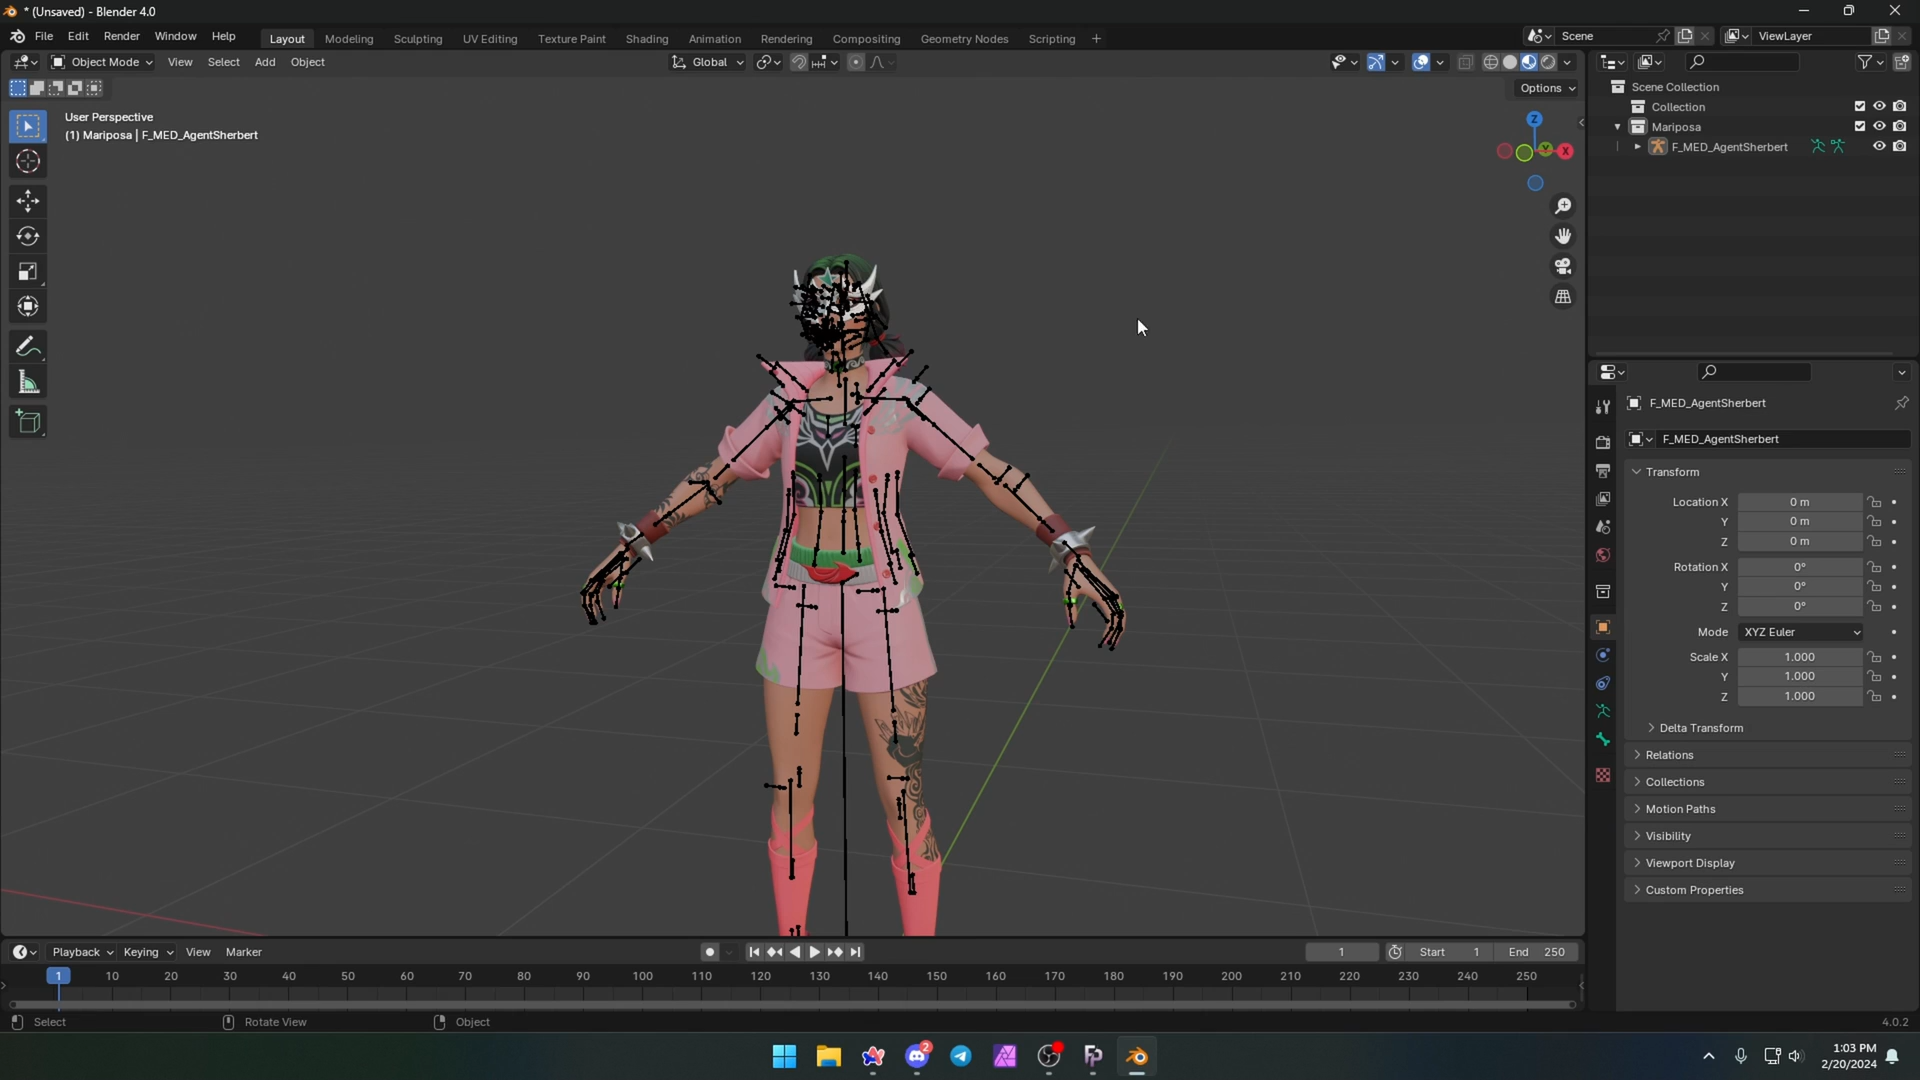 * (Unsaved) - Blender 4.0
File Edit Render Window Help
Layout Modeling Sculpting UV Editing Texture Paint Shading Animation Rendering Compositing Geometry Nodes Scripting +
Scene
ViewLayer
Object Mode View Select Add Object
Global
Options
User Perspective
(1) Mariposa | F_MED_AgentSherbert
Z
Y
X
Scene Collection
Collection
Mariposa
F_MED_AgentSherbert
F_MED_AgentSherbert
F_MED_AgentSherbert
Transform
Location X 0 m
Y 0 m
Z 0 m
Rotation X 0°
Y 0°
Z 0°
Mode XYZ Euler
Scale X 1.000
Y 1.000
Z 1.000
Delta Transform
Relations
Collections
Motion Paths
Visibility
Viewport Display
Custom Properties
Playback Keying View Marker
1 Start 1 End 250
1 10 20 30 40 50 60 70 80 90 100 110 120 130 140 150 160 170 180 190 200 210 220 230 240 250
Select Rotate View Object 4.0.2
2
1:03 PM
2/20/2024